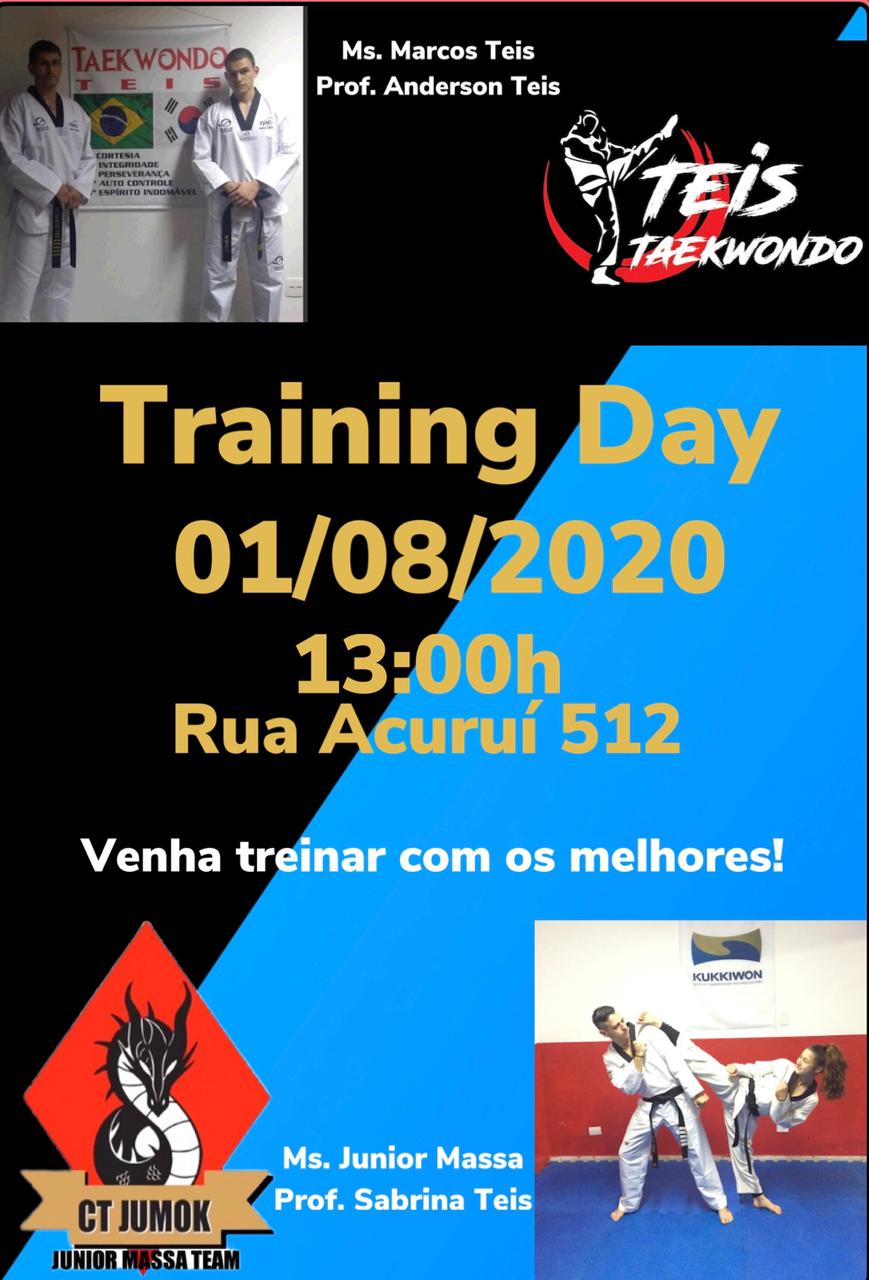 Ms. Marcos Teis
Prof. Anderson Teis
TAEKWONDO
TEIS
CORTESIA
INTEGRIDADE
PERSEVERANÇA
AUTO CONTROLE
ESPÍRITO INDOMÁVEL
TEIS
TAEKWONDO
Training Day
01/08/2020
13:00h
Rua Acuruí 512
Venha treinar com os melhores!
KUKKIWON
Ms. Junior Massa
Prof. Sabrina Teis
CT JUMOK
JUNIOR MASSA TEAM